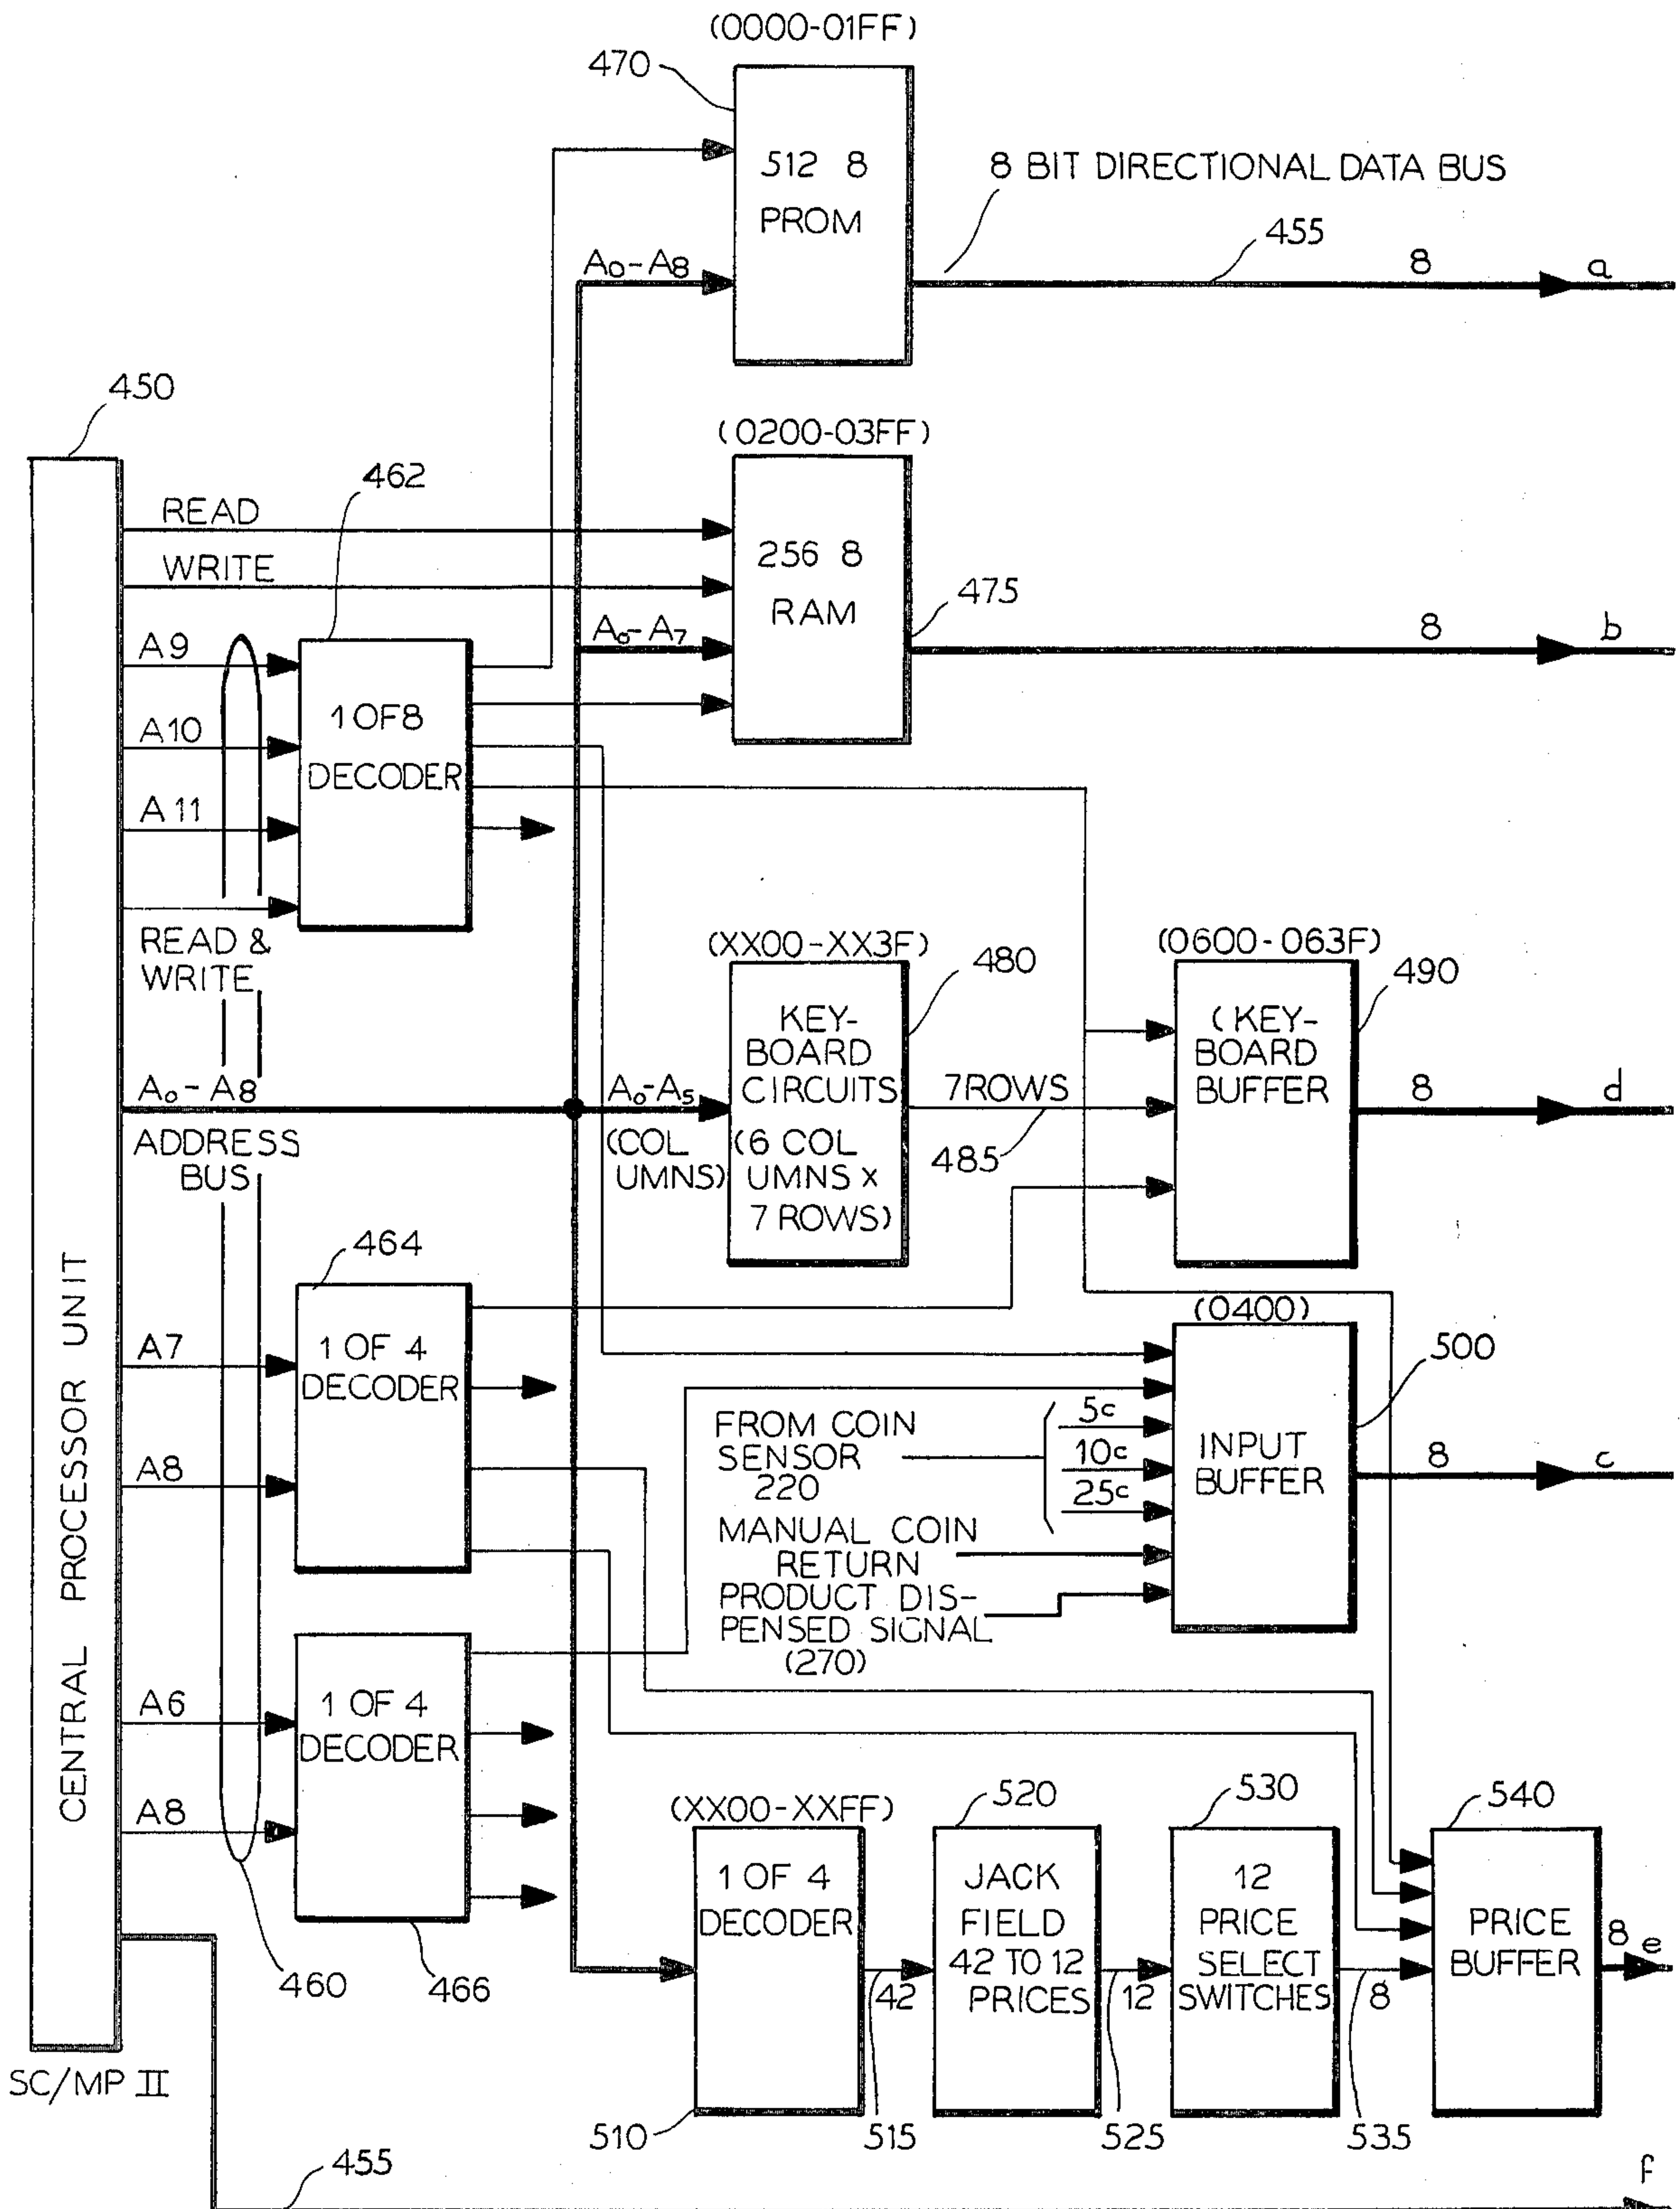 (0000-01FF)
470
512 8
PROM
8 BIT DIRECTIONAL DATA BUS
455
A0-A8
8
a
450
(0200-03FF)
462
READ
WRITE
256 8
RAM
475
A0-A7
8
b
A9
A10
A11
1 OF 8
DECODER
READ &
WRITE
(XX00-XX3F)
480
(0600-063F)
490
KEY-
BOARD
CIRCUITS
(6 COL
UMNS X
7 ROWS)
(KEY-
BOARD
BUFFER
A0-A8
ADDRESS
BUS
A0-A5
(COL
UMNS)
7 ROWS
485
8
d
CENTRAL PROCESSOR UNIT
464
A7
A8
1 OF 4
DECODER
(0400)
500
FROM COIN
SENSOR
220
5c
10c
25c
INPUT
BUFFER
8
c
MANUAL COIN
RETURN
PRODUCT DIS-
PENSED SIGNAL
(270)
A6
A8
1 OF 4
DECODER
460
466
(XX00-XXFF)
520
530
540
1 OF 4
DECODER
JACK
FIELD
42 TO 12
PRICES
12
PRICE
SELECT
SWITCHES
PRICE
BUFFER
42
12
8
8
e
SC/MP II
510
515
525
535
455
f